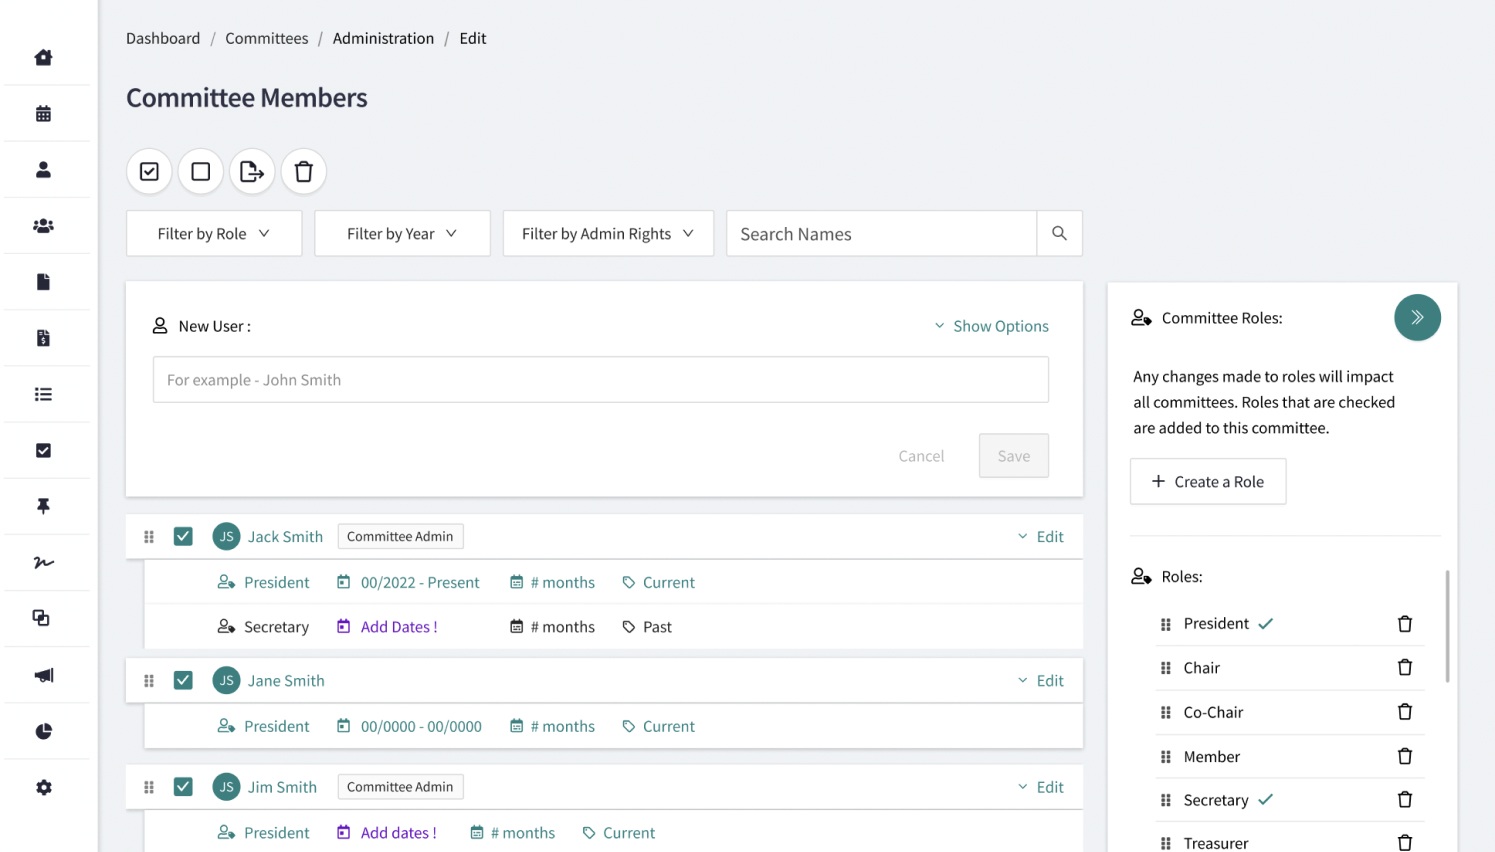 Dashboard / Committees / Administration / Edit
Committee Members
Filter by Role
Filter by Year
Filter by Admin Rights
Search Names
New User :
Show Options
For example - John Smith
Cancel
Save
JS Jack Smith Committee Admin Edit
President 00/2022 - Present # months Current
Secretary Add Dates ! # months Past
JS Jane Smith Edit
President 00/0000 - 00/0000 # months Current
JS Jim Smith Committee Admin Edit
President Add dates ! # months Current
Committee Roles:
Any changes made to roles will impact
all committees. Roles that are checked
are added to this committee.
+ Create a Role
Roles:
President
Chair
Co-Chair
Member
Secretary
Treasurer